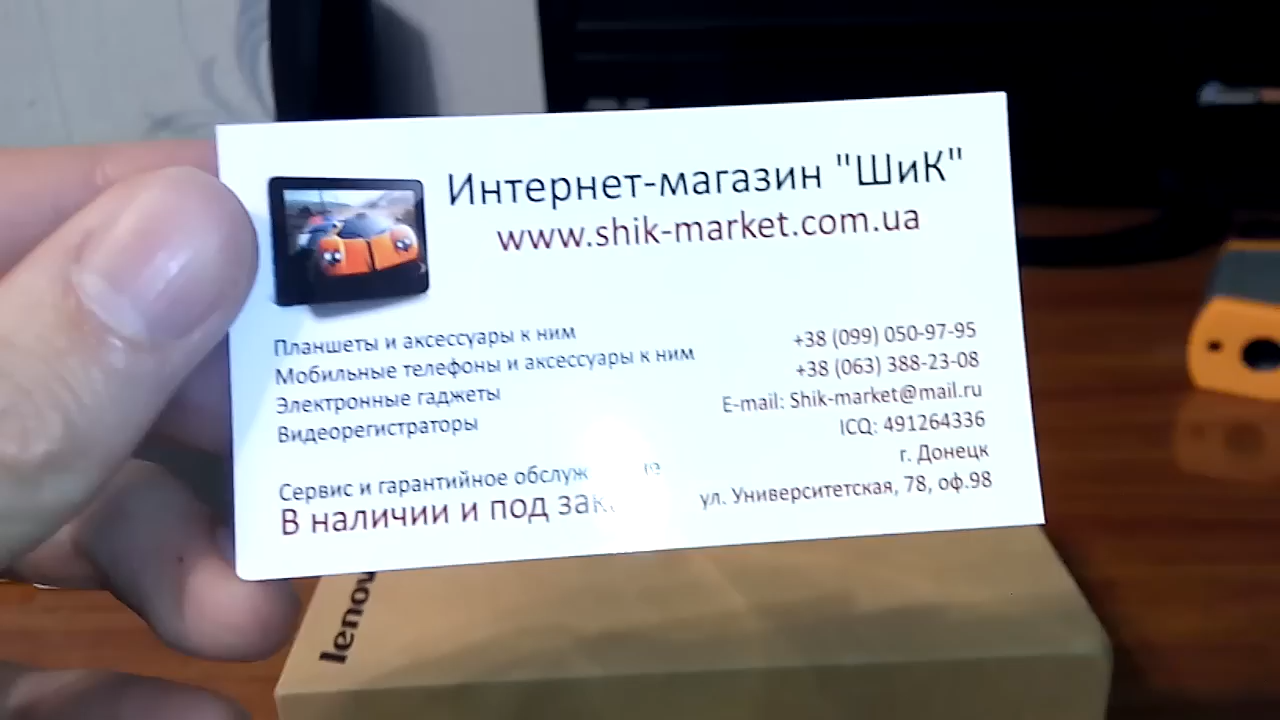 Интернет-магазин "ШиК"
www.shik-market.com.ua
Планшеты и аксессуары к ним
Мобильные телефоны и аксессуары к ним
Электронные гаджеты
Видеорегистраторы
Сервис и гарантийное
В наличии и под
+38 (099) 050-97-95
+38 (063) 388-23-08
E-mail: Shik-market@mail.ru
ICQ: 491264336
г. Донецк
ул. Университетская, 78, оф.98